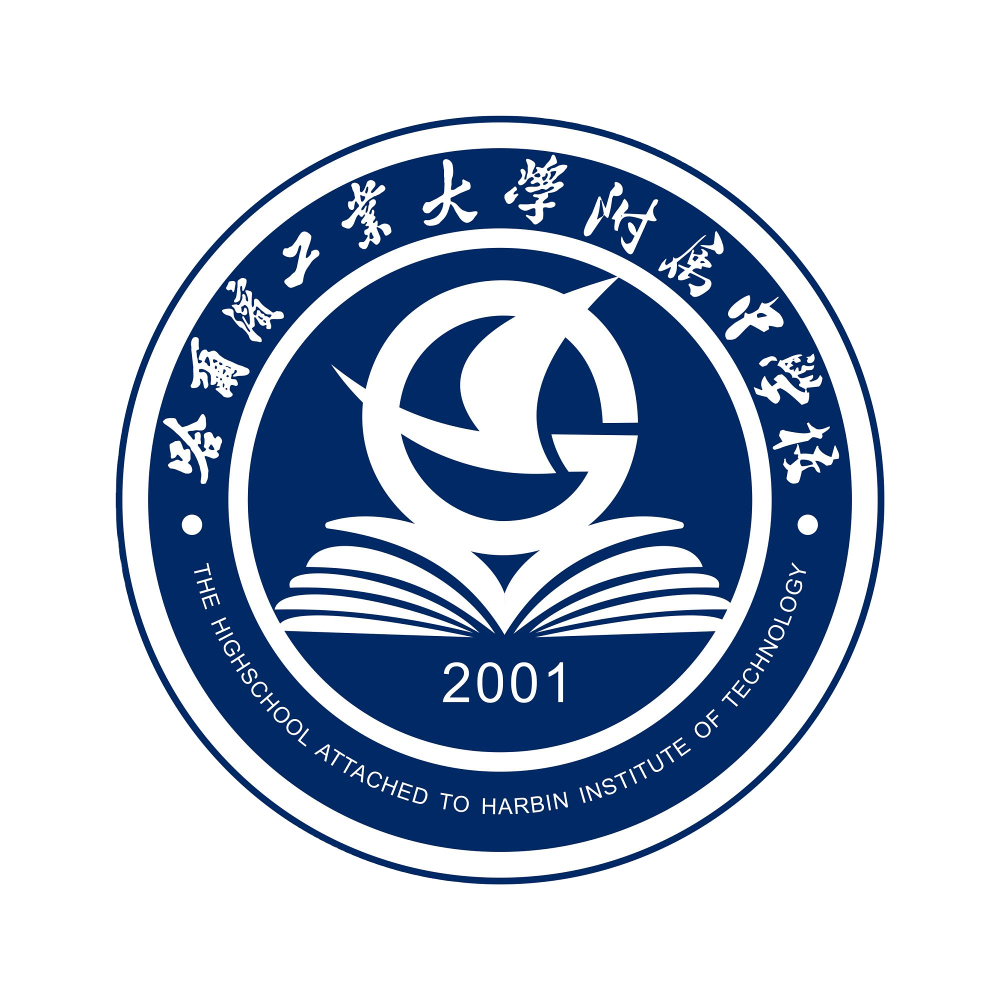 哈爾濱工業大學附屬中學校
2001
THE HIGHSCHOOL ATTACHED TO HARBIN INSTITUTE OF TECHNOLOGY